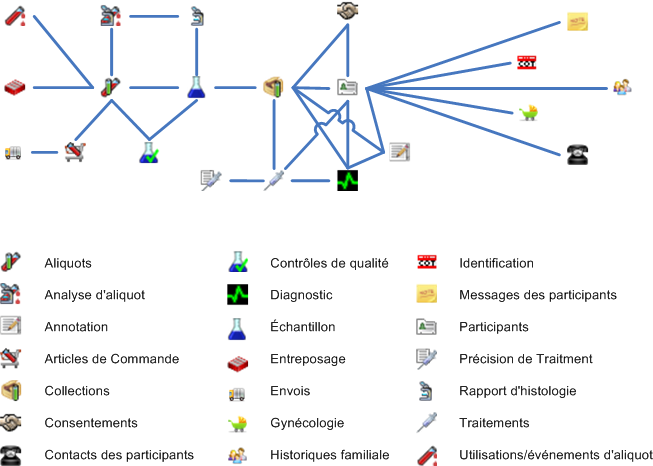 Aliquots
Contrôles de qualité
Identification
Analyse d'aliquot
Diagnostic
Messages des participants
Annotation
Échantillon
Participants
Articles de Commande
Entreposage
Précision de Traitment
Collections
Envois
Rapport d'histologie
Consentements
Gynécologie
Traitements
Contacts des participants
Historiques familiale
Utilisations/événements d'aliquot